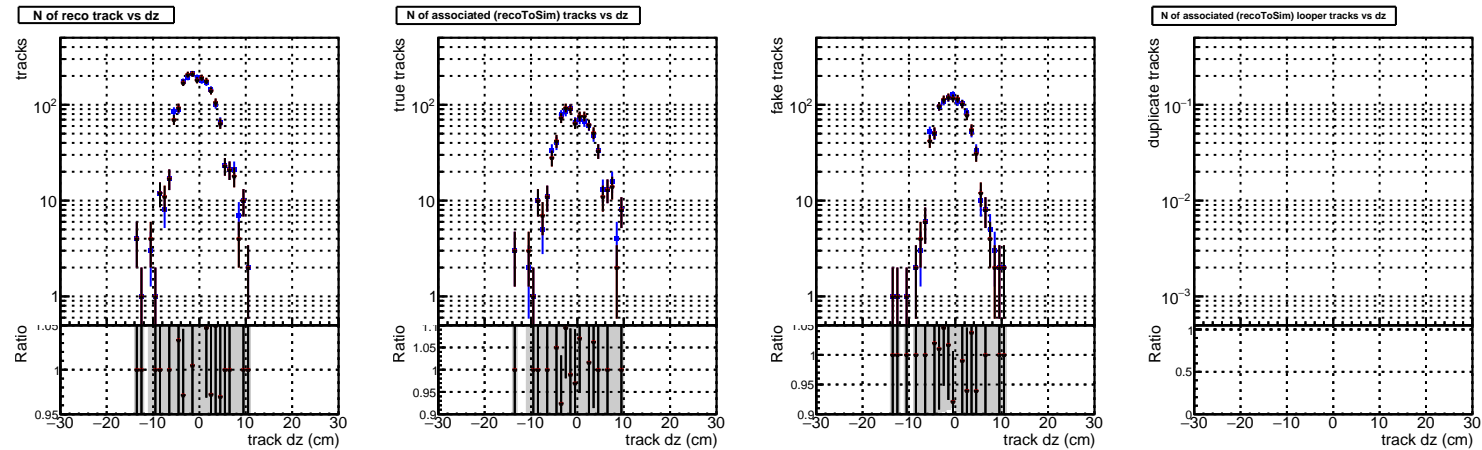 N of reco track vs dz
tracks
10²
10
1
Ratio
1.05
1
0.95
−30 −20 −10 0 10 20 30
track dz (cm)
N of associated (recoToSim) tracks vs dz
true tracks
10²
10
1
Ratio
1.1
1.05
1
0.95
0.9
−30 −20 −10 0 10 20 30
track dz (cm)
fake tracks
10²
10
1
Ratio
1.05
1
0.95
0.9
−30 −20 −10 0 10 20 30
track dz (cm)
N of associated (recoToSim) looper tracks vs dz
duplicate tracks
10⁻¹
10⁻²
10⁻³
Ratio
1
0.5
0
−30 −20 −10 0 10 20 30
track dz (cm)